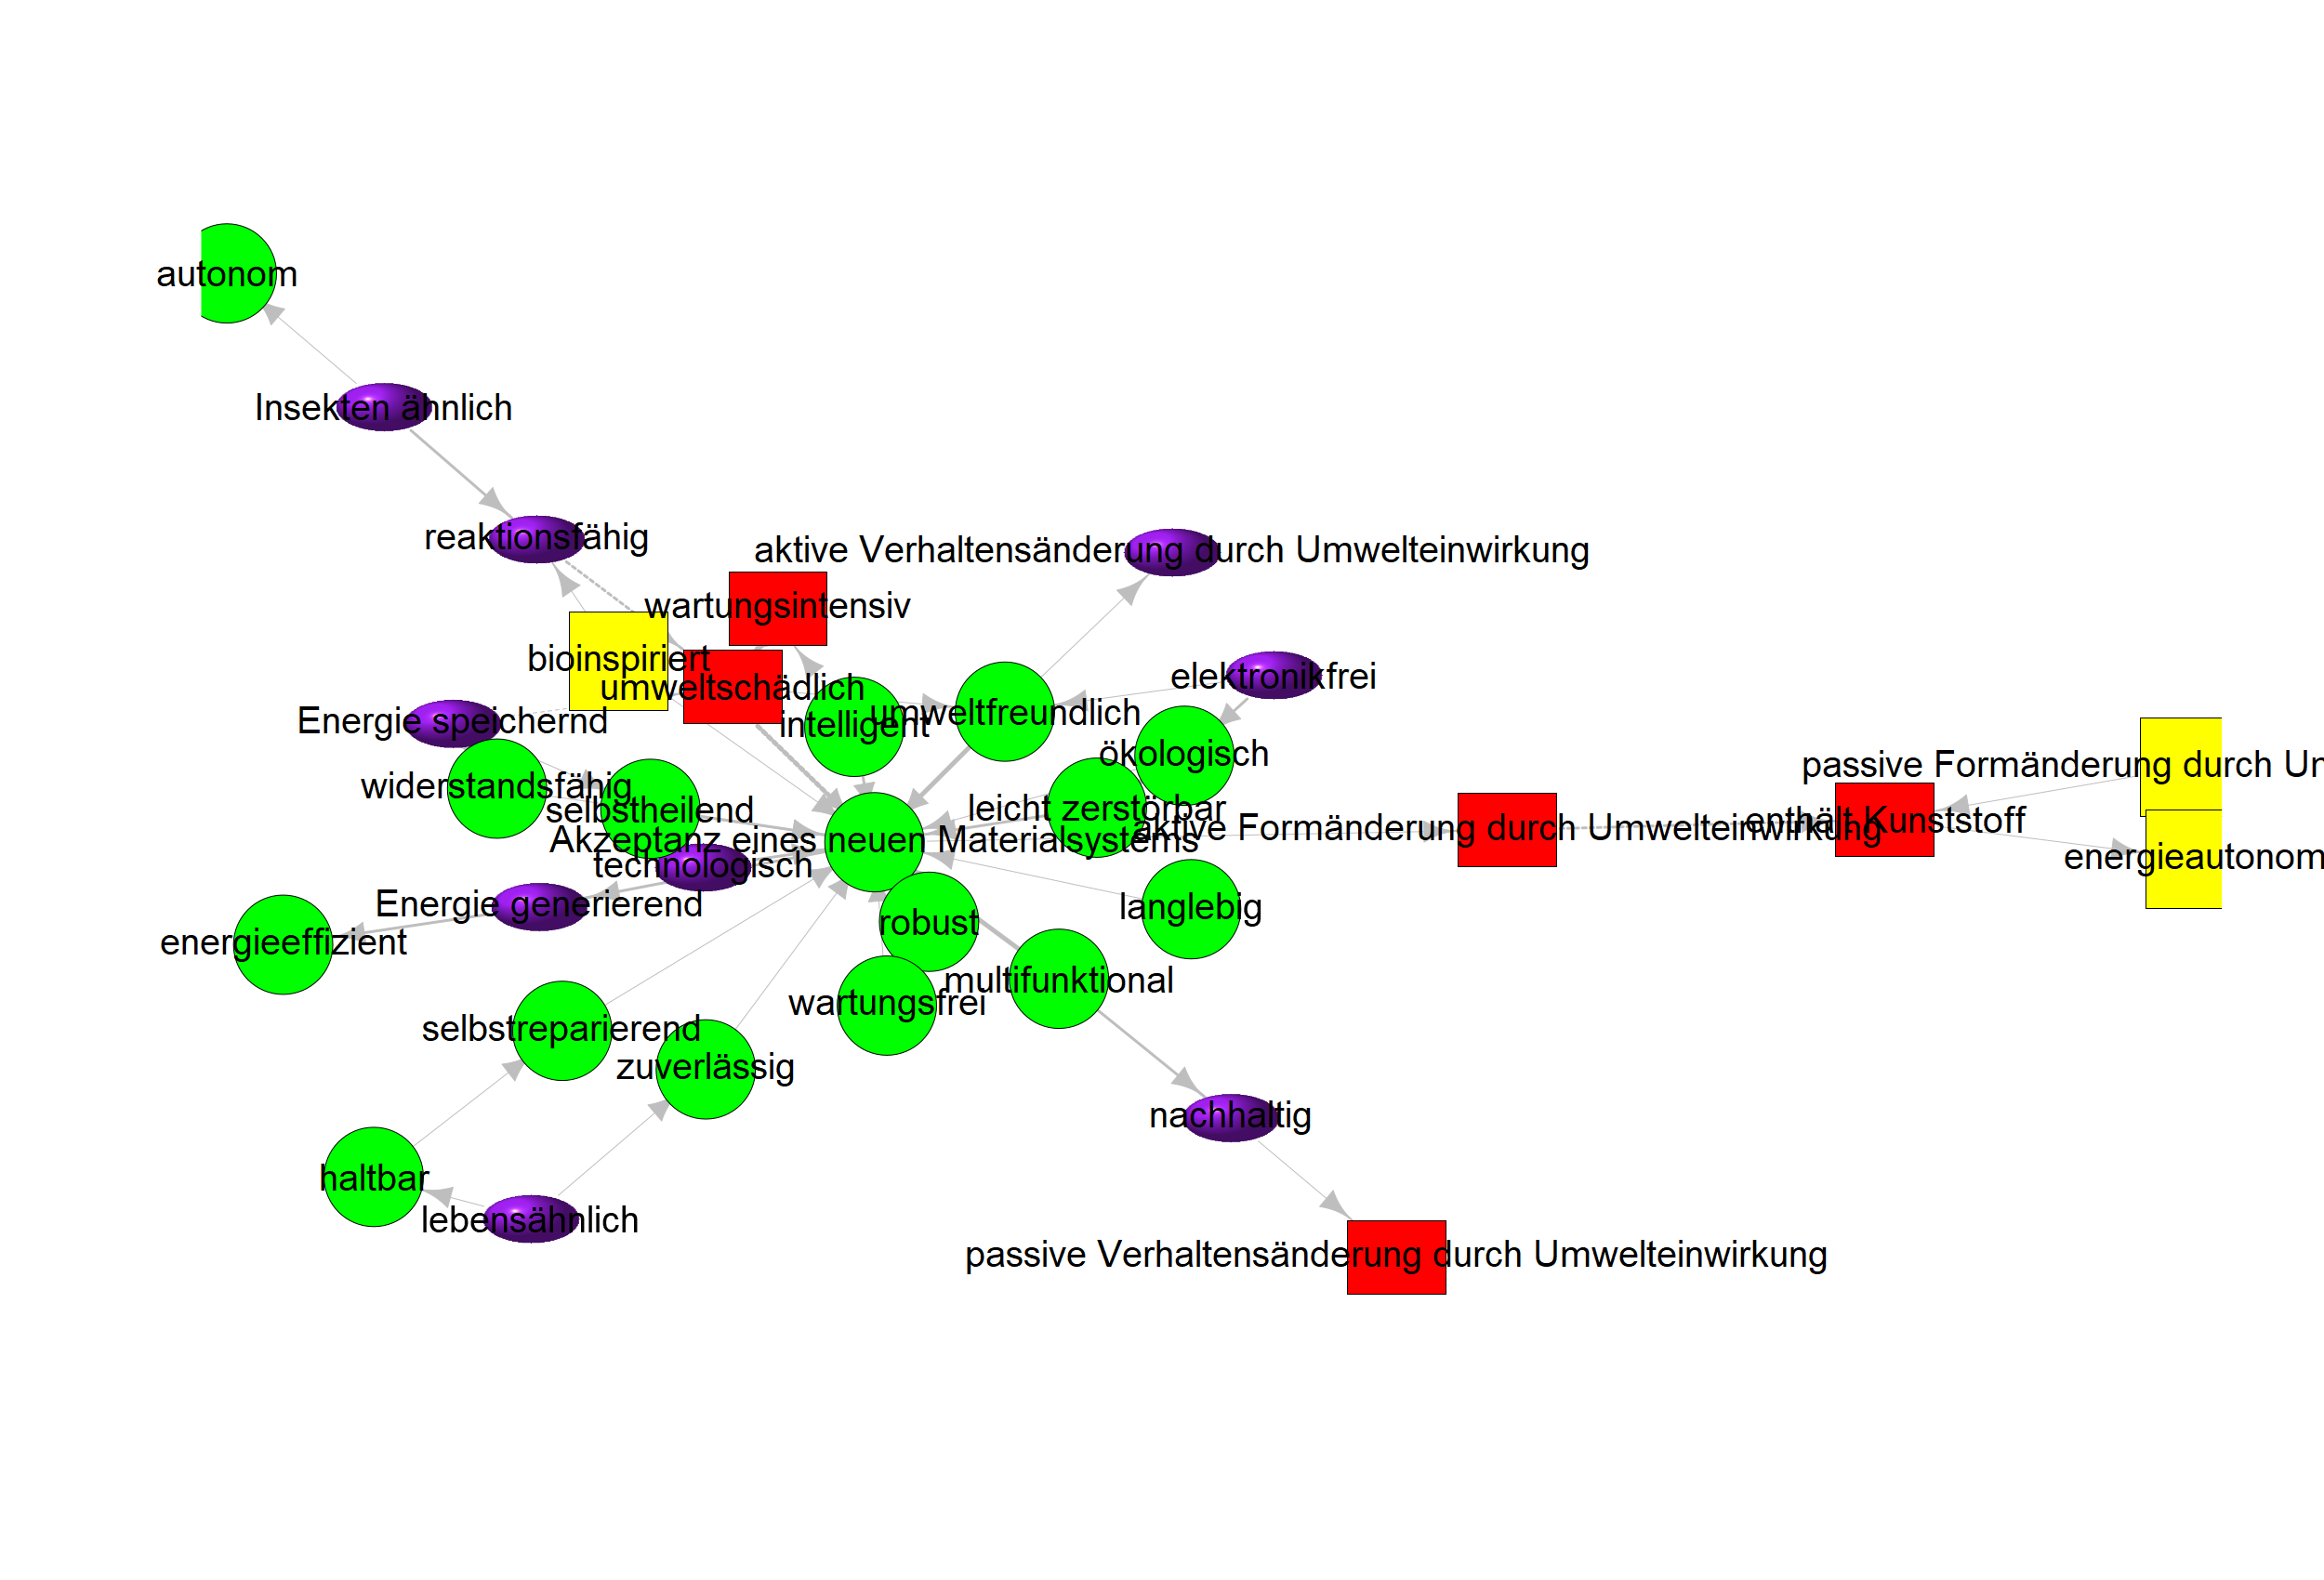 autonom
Insekten ähnlich
reaktionsfähig
aktive Verhaltensänderung durch Umwelteinwirkung
wartungsintensiv
bioinspiriert
elektronikfrei
umweltschädlich
umweltfreundlich
Energie speichernd
intelligent
ökologisch
passive Formänderung durch Un
widerstandsfähig
selbstheilend
leicht zerstörbar
enthält Kunststoff
aktive Formänderung durch Umwelteinwirkung
Akzeptanz eines neuen Materialsystems
energieautonom
technologisch
Energie generierend
langlebig
robust
energieeffizient
multifunktional
wartungsfrei
selbstreparierend
zuverlässig
nachhaltig
haltbar
lebensähnlich
passive Verhaltensänderung durch Umwelteinwirkung